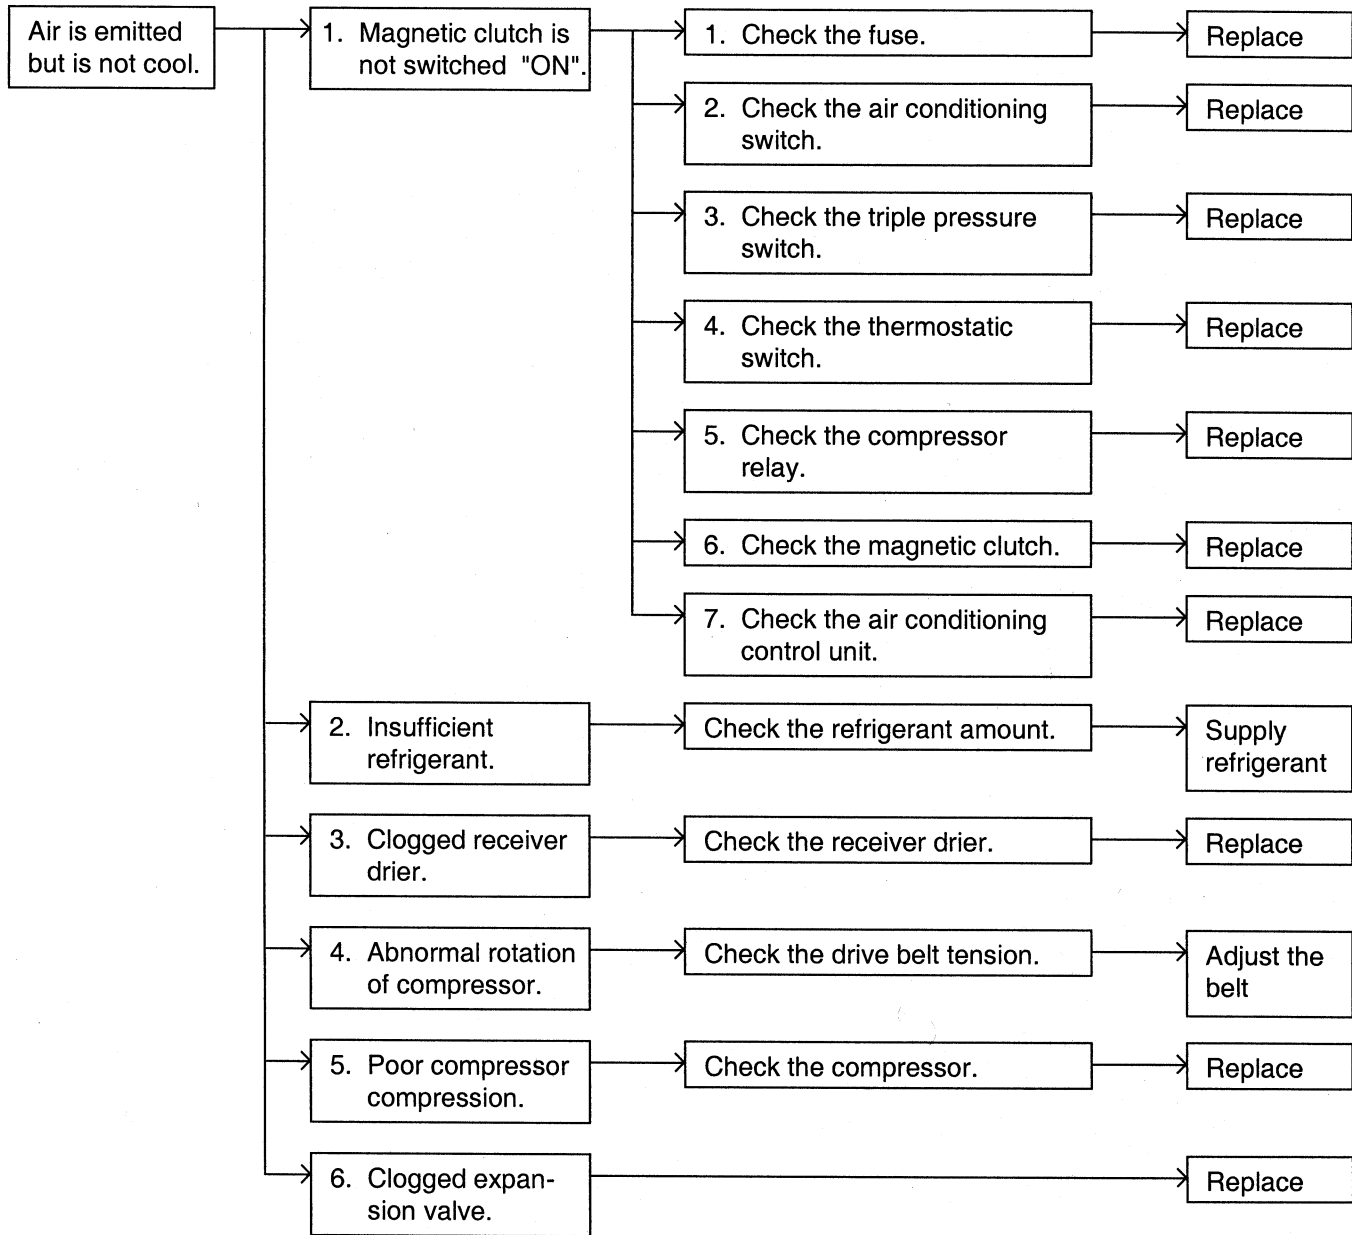 Air is emitted
but is not cool.
1. Magnetic clutch is
not switched "ON".
1. Check the fuse.
Replace
2. Check the air conditioning
switch.
Replace
3. Check the triple pressure
switch.
Replace
4. Check the thermostatic
switch.
Replace
5. Check the compressor
relay.
Replace
6. Check the magnetic clutch.
Replace
7. Check the air conditioning
control unit.
Replace
2. Insufficient
refrigerant.
Check the refrigerant amount.
Supply
refrigerant
3. Clogged receiver
drier.
Check the receiver drier.
Replace
4. Abnormal rotation
of compressor.
Check the drive belt tension.
Adjust the
belt
5. Poor compressor
compression.
Check the compressor.
Replace
6. Clogged expan-
sion valve.
Replace